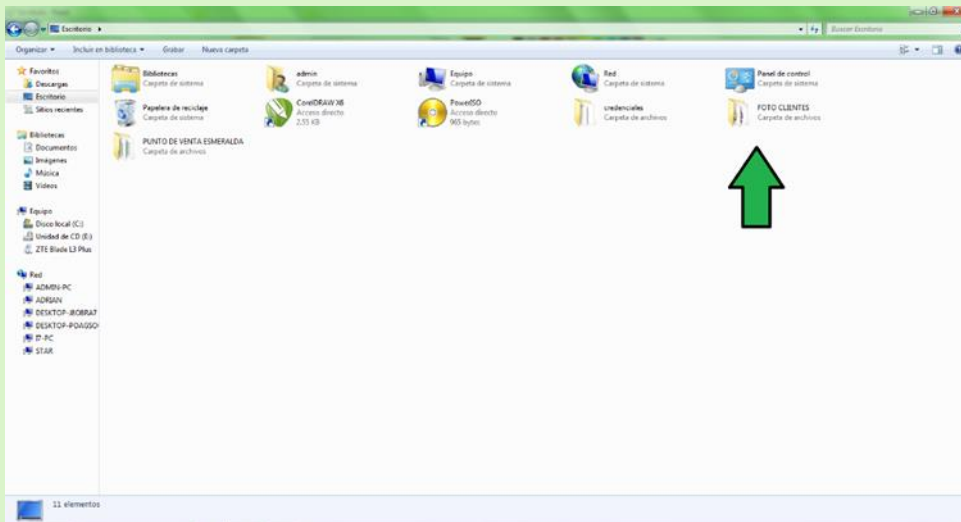 Escritorio
Buscar Escritorio
Organizar
Incluir en biblioteca
Grabar
Nueva carpeta
Favoritos
Descargas
Escritorio
Sitios recientes
Bibliotecas
Documentos
Imágenes
Música
Vídeos
Equipo
Disco local (C:)
Unidad de CD (E:)
ZTE Blade L3 Plus
Red
ADMIN-PC
ADRIAN
STAR
Bibliotecas
Carpeta de sistema
admin
Carpeta de sistema
Equipo
Carpeta de sistema
Red
Carpeta de sistema
Panel de control
Carpeta de sistema
Papelera de reciclaje
Carpeta de sistema
CorelDRAW X6
Acceso directo
2,55 KB
PowerISO
Acceso directo
965 bytes
credenciales
Carpeta de archivos
FOTO CLIENTES
Carpeta de archivos
PUNTO DE VENTA ESMERALDA
Carpeta de archivos
11 elementos